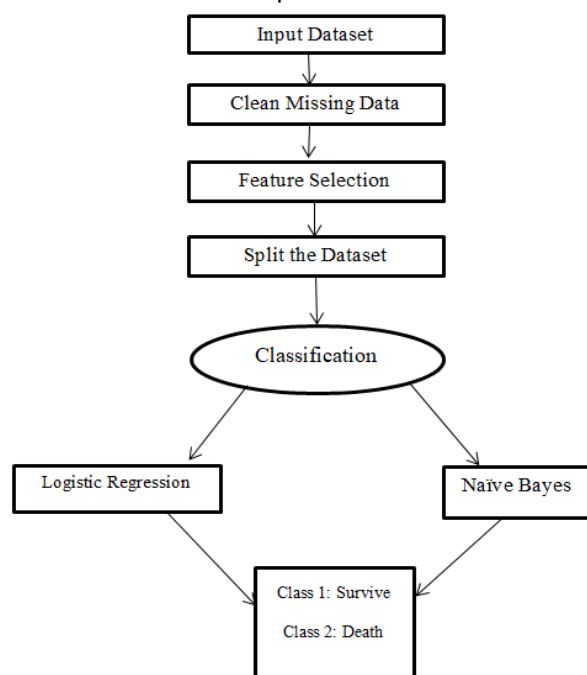 Input Dataset
Clean Missing Data
Feature Selection
Split the Dataset
Classification
Logistic Regression
Naïve Bayes
Class 1: Survive
Class 2: Death